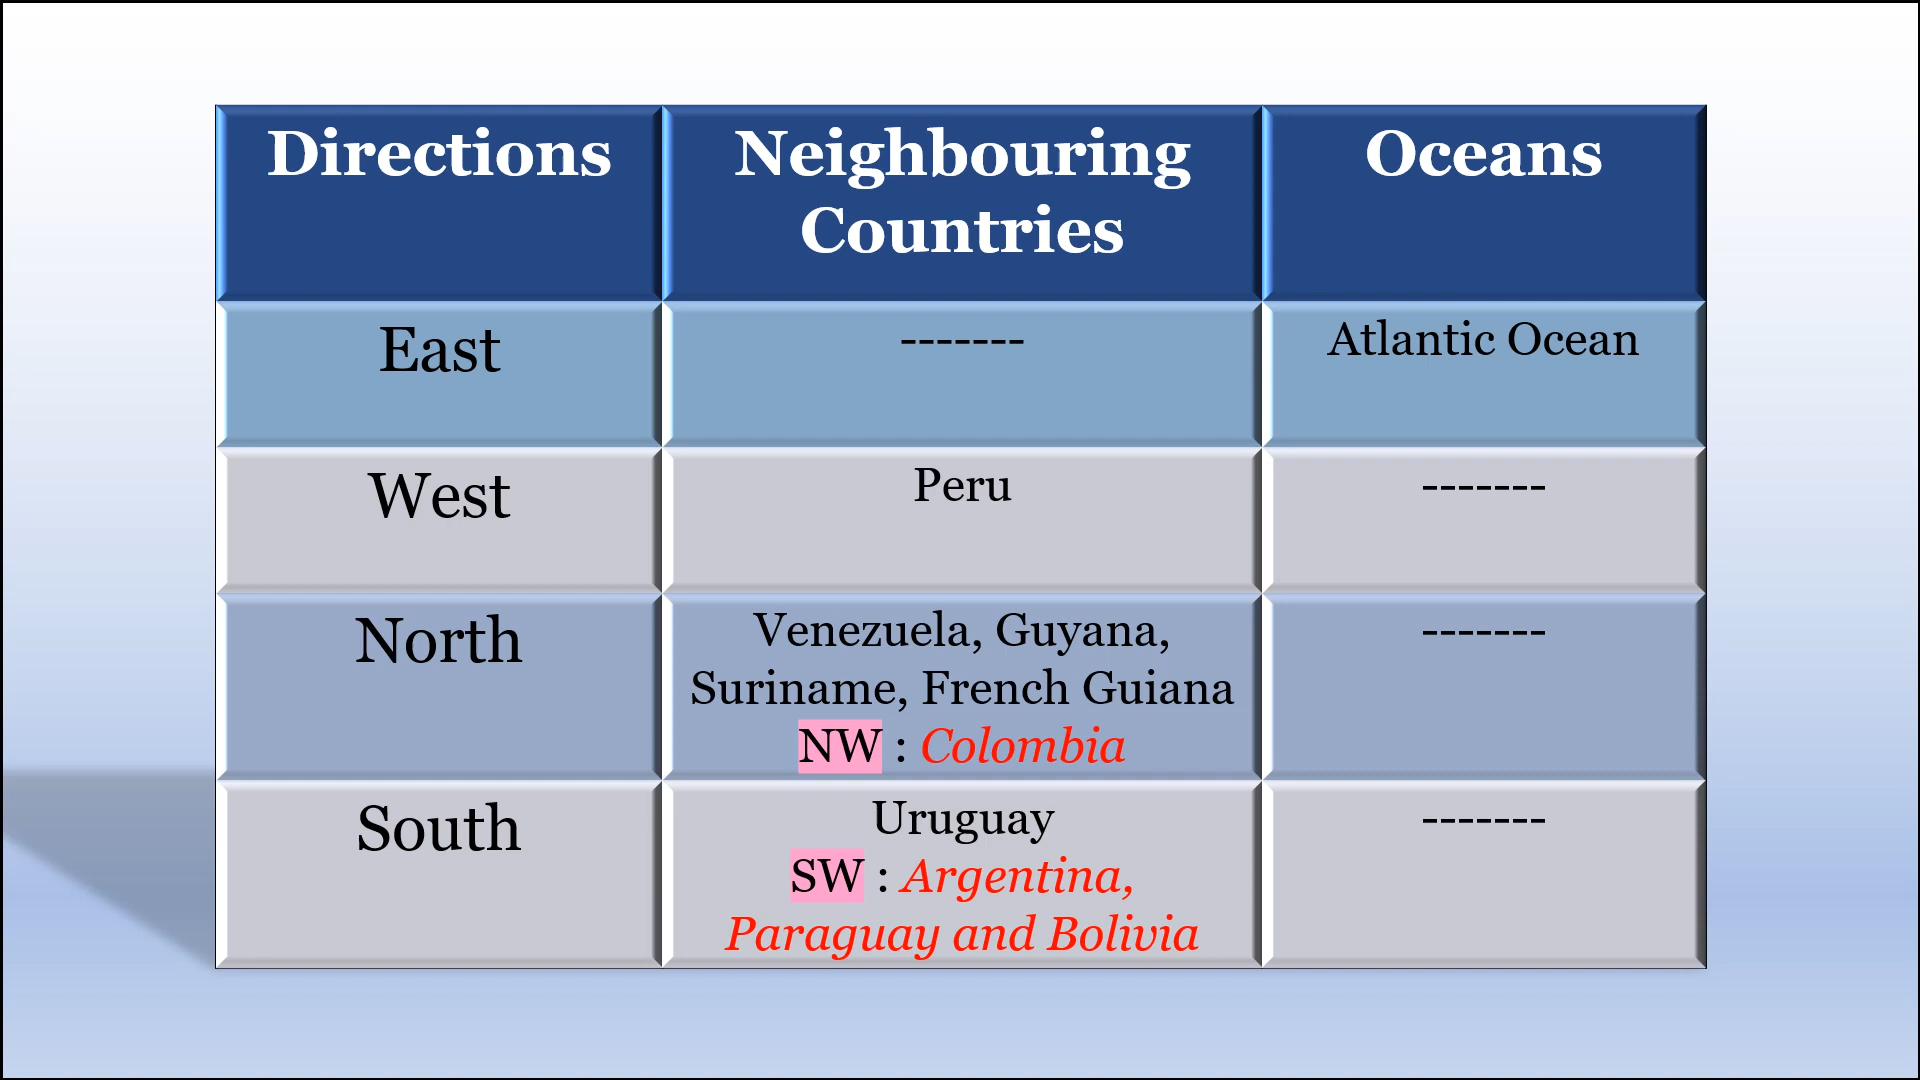 Directions
Neighbouring
Countries
Oceans
East
-------
Atlantic Ocean
West
Peru
-------
North
Venezuela, Guyana,
Suriname, French Guiana
NW : Colombia
-------
South
Uruguay
SW : Argentina,
Paraguay and Bolivia
-------